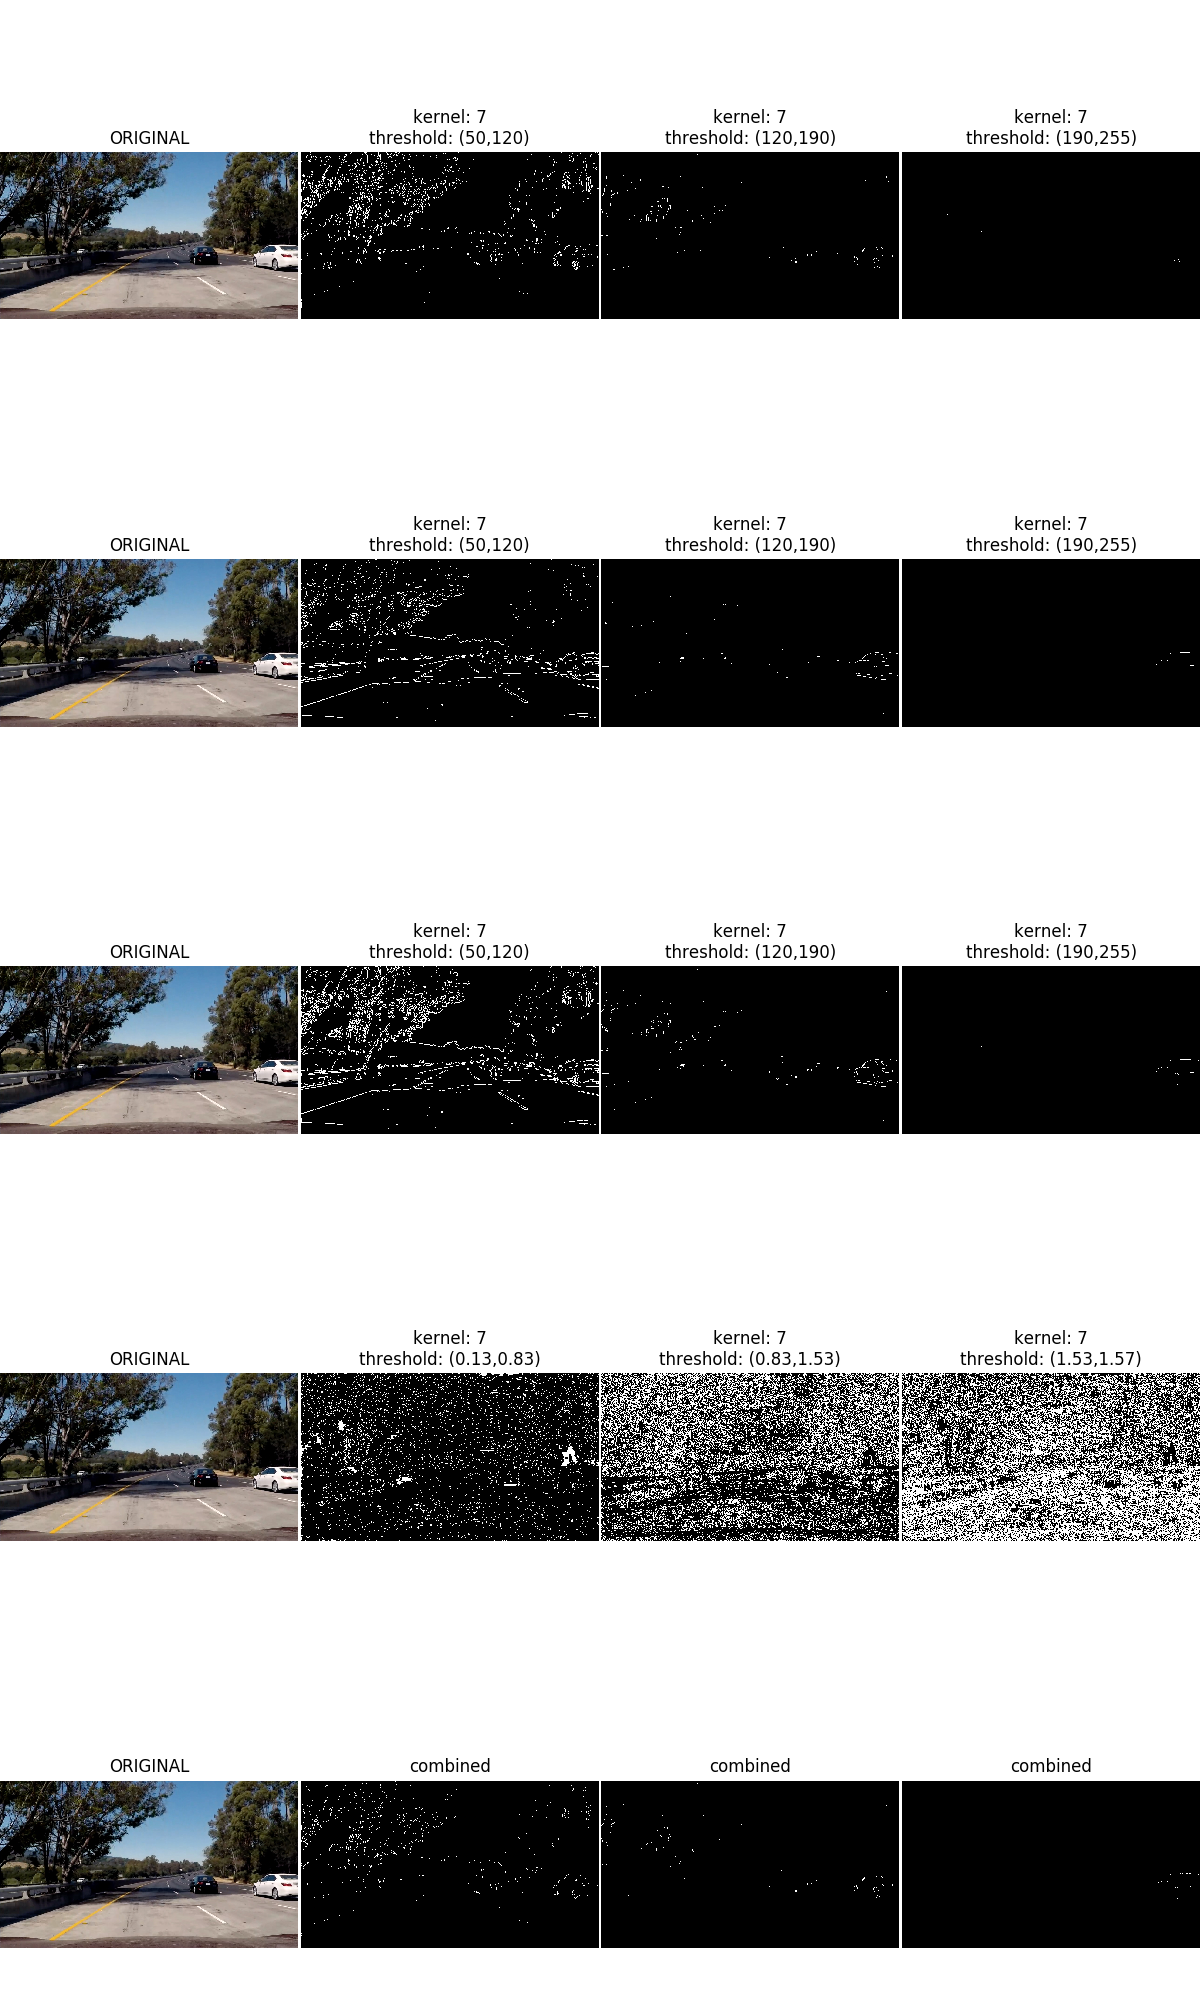 ORIGINAL
kernel: 7
threshold: (50,120)
kernel: 7
threshold: (120,190)
kernel: 7
threshold: (190,255)
ORIGINAL
kernel: 7
threshold: (50,120)
kernel: 7
threshold: (120,190)
kernel: 7
threshold: (190,255)
ORIGINAL
kernel: 7
threshold: (50,120)
kernel: 7
threshold: (120,190)
kernel: 7
threshold: (190,255)
ORIGINAL
kernel: 7
threshold: (0.13,0.83)
kernel: 7
threshold: (0.83,1.53)
kernel: 7
threshold: (1.53,1.57)
ORIGINAL
combined
combined
combined